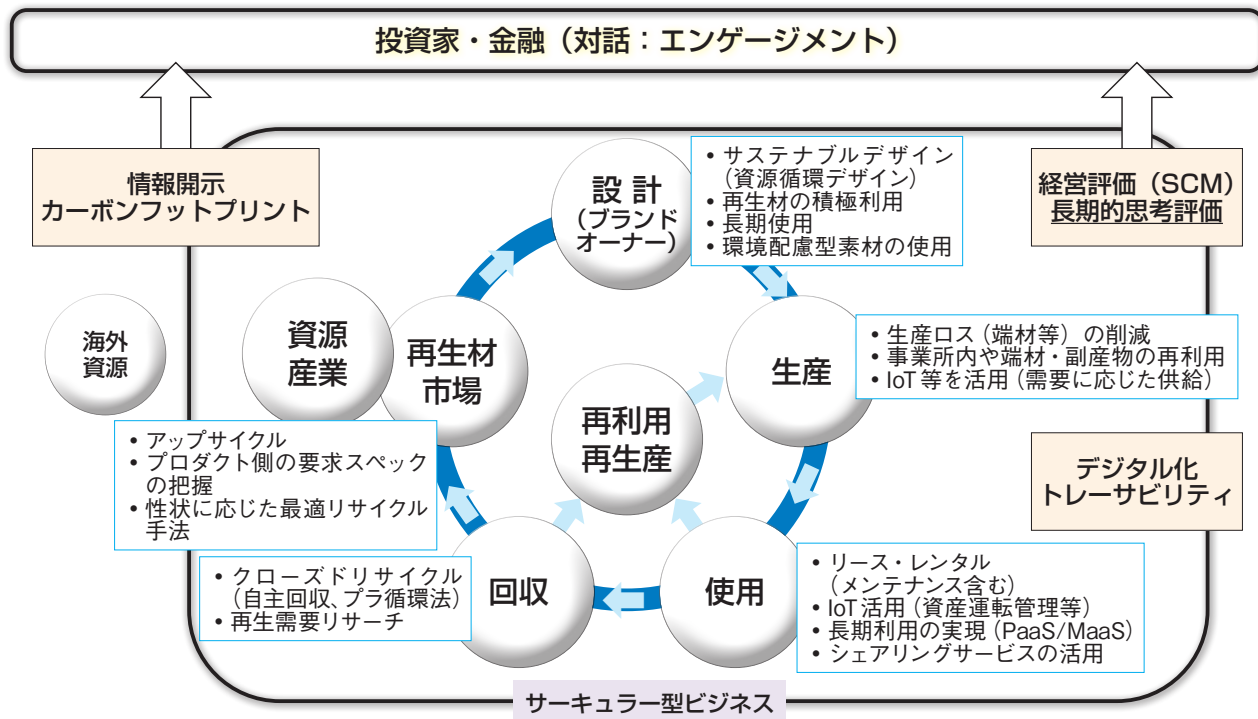 投資家・金融（対話：エンゲージメント）
情報開示
カーボンフットプリント
設 計
（ブランド
オーナー）
• サステナブルデザイン
（資源循環デザイン）
• 再生材の積極利用
• 長期使用
• 環境配慮型素材の使用
経営評価（SCM）
長期的思考評価
海外
資源
資源
産業
再生材
市場
生産
• 生産ロス（端材等）の削減
• 事業所内や端材・副産物の再利用
• IoT等を活用（需要に応じた供給）
再利用
再生産
• アップサイクル
• プロダクト側の要求スペック
の把握
• 性状に応じた最適リサイクル
手法
デジタル化
トレーサビリティ
• クローズドリサイクル
（自主回収、プラ循環法）
• 再生需要リサーチ
回収
使用
• リース・レンタル
（メンテナンス含む）
• IoT活用（資産運転管理等）
• 長期利用の実現（PaaS/MaaS）
• シェアリングサービスの活用
サーキュラー型ビジネス